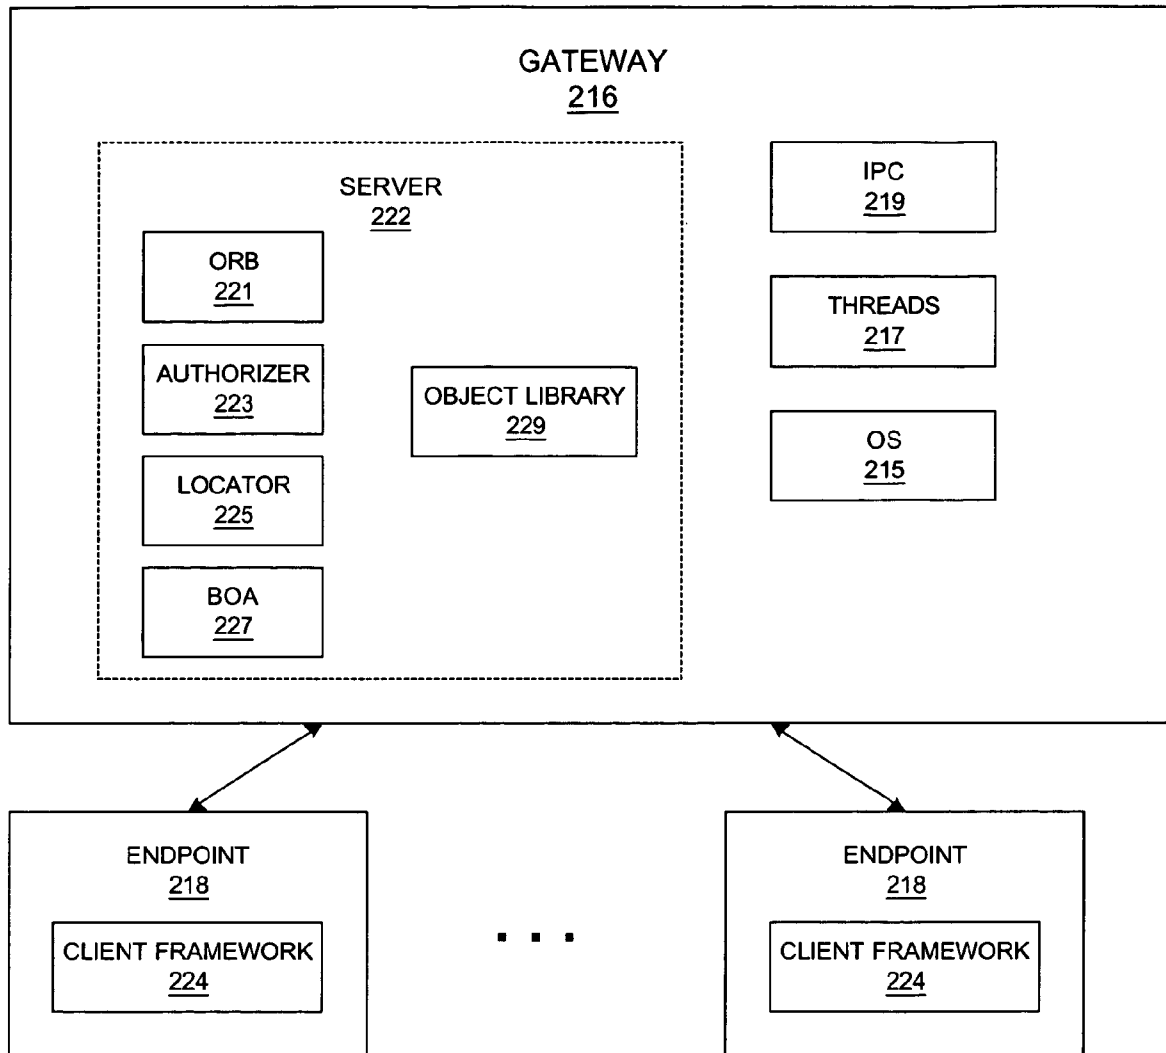 GATEWAY
216
SERVER
222
ORB
221
AUTHORIZER
223
LOCATOR
225
BOA
227
OBJECT LIBRARY
229
IPC
219
THREADS
217
OS
215
ENDPOINT
218
CLIENT FRAMEWORK
224
. . .
ENDPOINT
218
CLIENT FRAMEWORK
224